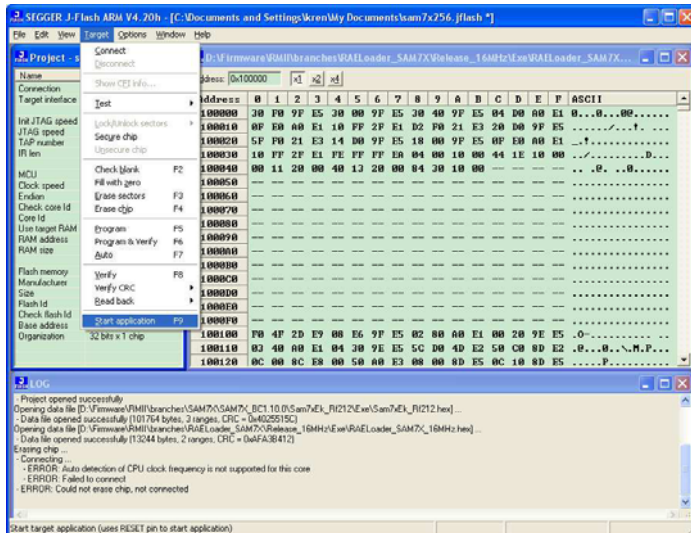 SEGGER J-Flash ARM V4.20h - [C:\Documents and Settings\kren\My Documents\sam7x256.jflash *]
File Edit View Target Options Window Help
Project - s
D:\Firmware\RMII\branches\RAELoader_SAM7X\Release_16MHz\Exe\RAELoader_SAM7X...
Name
Connection
Target interface
Init JTAG speed
JTAG speed
TAP number
IR len
MCU
Clock speed
Endian
Check core Id
Core Id
Use target RAM
RAM address
RAM size
Flash memory
Manufacturer
Size
Flash Id
Check flash Id
Base address
Organization 32 bits x 1 chip
Connect
Disconnect
Show CFI info...
Test
Lock/Unlock sectors
Secure chip
Unsecure chip
Check blank F2
Fill with zero
Erase sectors F3
Erase chip F4
Program F5
Program & Verify F6
Auto F7
Verify F8
Verify CRC
Read back
Start application F9
address: 0x100000 x1 x2 x4
Address 0 1 2 3 4 5 6 7 8 9 A B C D E F ASCII
100000 30 F0 9F E5 30 00 9F E5 30 40 9F E5 04 D0 A0 E1 0...0...0@......
100010 0F E0 A0 E1 10 FF 2F E1 D2 F0 21 E3 20 D0 9F E5 ....../...!. ...
100020 5F F0 21 E3 14 D0 9F E5 18 00 9F E5 0F E0 A0 E1 _.!.............
100030 10 FF 2F E1 FE FF FF EA 04 00 10 00 44 1E 10 00 ../.........D...
100040 00 11 20 00 40 13 20 00 84 30 10 00 -- -- -- -- .. .@. ..0......
100050
100060
100070
100080
100090
1000A0
1000B0
1000C0
1000D0
1000E0
1000F0
100100 F0 4F 2D E9 08 E6 9F E5 02 80 A0 E1 00 20 9E E5 .O-.......... ..
100110 03 40 A0 E1 04 30 9E E5 5C D0 4D E2 50 C0 8D E2 .@...0..\.M.P...
100120 0C 00 8C E8 00 50 A0 E3 08 00 8D E5 0C 10 8D E5 .....P..........
LOG
- Project opened successfully
Opening data file [D:\Firmware\RMII\branches\SAM7X\SAM7X_BC1.10.0\Sam7xEk_Rf212\Exe\Sam7xEk_Rf212.hex] ...
- Data file opened successfully (101764 bytes, 3 ranges, CRC = 0x4025515C)
Opening data file [D:\Firmware\RMII\branches\RAELoader_SAM7X\Release_16MHz\Exe\RAELoader_SAM7X_16MHz.hex] ...
- Data file opened successfully (13244 bytes, 2 ranges, CRC = 0xAFA3B412)
Erasing chip ...
- Connecting ...
- ERROR: Auto detection of CPU clock frequency is not supported for this core
- ERROR: Failed to connect
- ERROR: Could not erase chip, not connected
Start target application (uses RESET pin to start application)